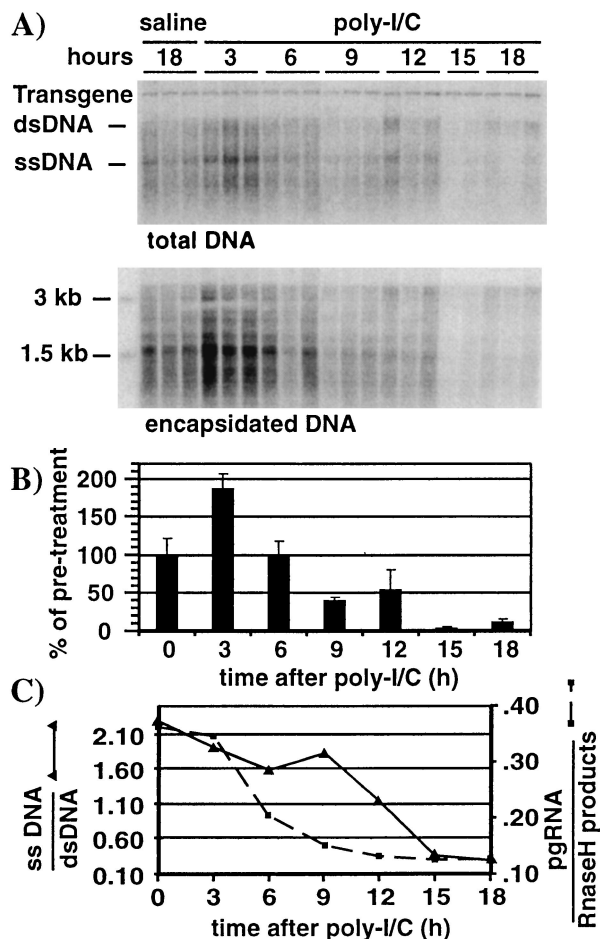 A)
saline poly-I/C
hours 18 3 6 9 12 15 18
Transgene
dsDNA –
ssDNA –
total DNA
3 kb –
1.5 kb –
encapsidated DNA
B)
% of pre-treatment
200
150
100
50
0
0 3 6 9 12 15 18
time after poly-I/C (h)
C)
ss DNA
dsDNA
2.10
1.60
1.10
0.60
0.10
.40
.30
.20
.10
pgRNA
RnaseH products
0 3 6 9 12 15 18
time after poly-I/C (h)